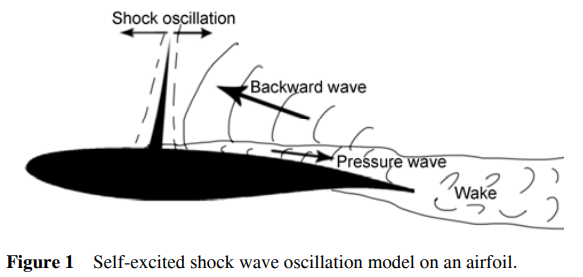 Shock oscillation
Backward wave
Pressure wave
Wake
Figure 1 Self-excited shock wave oscillation model on an airfoil.